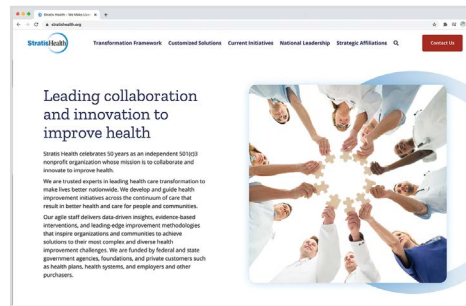 Stratis Health - We Make Lives
stratishealth.org
StratisHealth
Transformation Framework Customized Solutions Current Initiatives National Leadership Strategic Affiliations
Contact Us
Leading collaboration
and innovation to
improve health
Stratis Health celebrates 50 years as an independent 501(c)3
nonprofit organization whose mission is to collaborate and
innovate to improve health.
We are trusted experts in leading health care transformation to
make lives better nationwide. We develop and guide health
improvement initiatives across the continuum of care that
result in better health and care for people and communities.
Our agile staff delivers data-driven insights, evidence-based
interventions, and leading-edge improvement methodologies
that inspire organizations and communities to achieve
solutions to their most complex and diverse health
improvement challenges. We are funded by federal and state
government agencies, foundations, and private customers such
as health plans, health systems, and employers and other
purchasers.